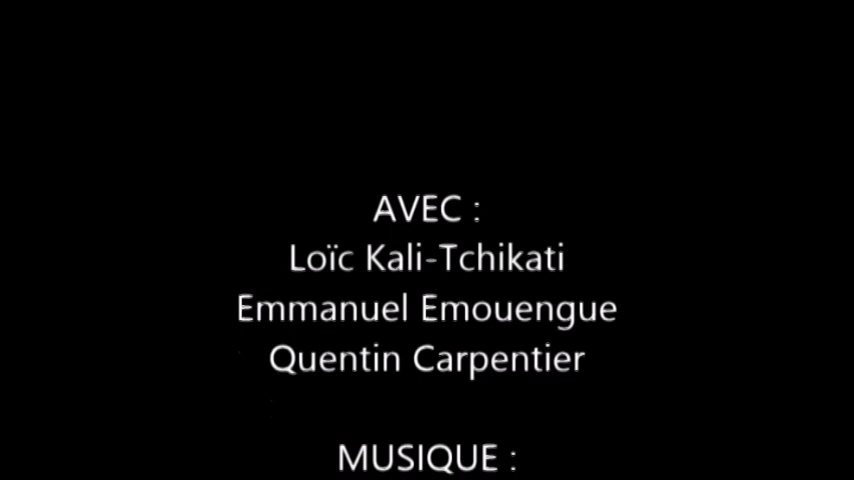 AVEC :
Loïc Kali-Tchikati
Emmanuel Emouengue
Quentin Carpentier
MUSIQUE :